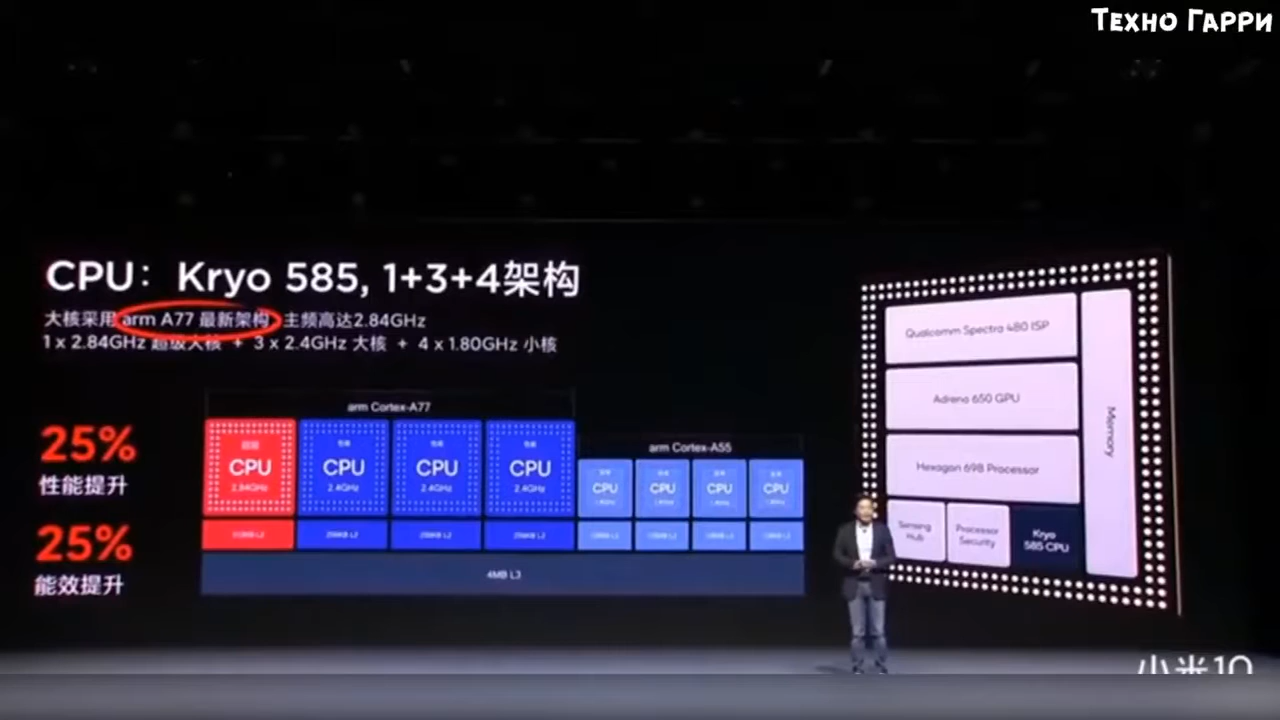 Техно Гарри
CPU: Kryo 585, 1+3+4架构
大核采用 arm A77 最新架构 主频高达2.84GHz
1 x 2.84GHz 超级大核 + 3 x 2.4GHz 大核 + 4 x 1.80GHz 小核
25%
性能提升
25%
能效提升
arm Cortex-A77
CPU
2.84GHz
CPU
2.4GHz
CPU
2.4GHz
CPU
2.4GHz
arm Cortex-A55
CPU
CPU
CPU
CPU
4MB L3
Qualcomm Spectra 480 ISP
Adreno 650 GPU
Hexagon 698 Processor
Sensing
Hub
Processor
Security
Kryo
585 CPU
Memory
小米10